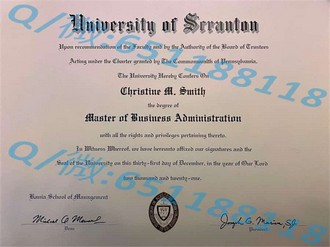 University of Scranton
Upon recommendation of the Faculty and by the Authority of the Board of Trustees
Acting under the Charter granted by The Commonwealth of Pennsylvania,
The University Hereby Confers On
Christine M. Smith
the degree of
Master of Business Administration
with all the rights and privileges pertaining thereto.
In Witness Whereof, we have hereunto affixed our signatures and the
Seal of the University on this thirty-first day of December, in the year of Our Lord
two thousand and twenty-one.
Kania School of Management
Dean
President
Q/微:651188118
Q/微:651188118